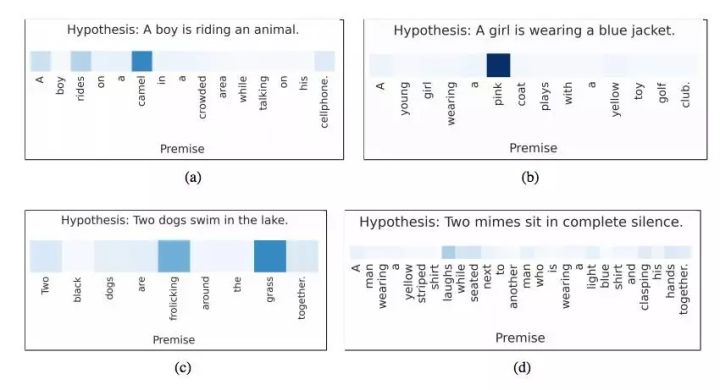 Hypothesis: A boy is riding an animal.
A boy rides on a camel in a crowded area while talking on his cellphone.
Premise
(a)
Hypothesis: A girl is wearing a blue jacket.
A young girl wearing a pink coat plays with a yellow toy golf club.
Premise
(b)
Hypothesis: Two dogs swim in the lake.
Two black dogs are frolicking around the grass together.
Premise
(c)
Hypothesis: Two mimes sit in complete silence.
A man wearing a yellow striped shirt laughs while seated next to another man who is wearing a light blue shirt and clasping his hands together.
Premise
(d)